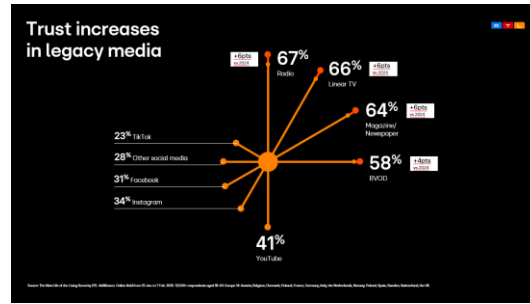 Trust increases
in legacy media
RTL
+6pts
vs 2024
67%
Radio
66%
Linear TV
+6pts
vs 2024
64%
Magazine/
Newspaper
+6pts
vs 2024
58%
BVOD
+4pts
vs 2024
23% TikTok
28% Other social media
31% Facebook
34% Instagram
41%
YouTube